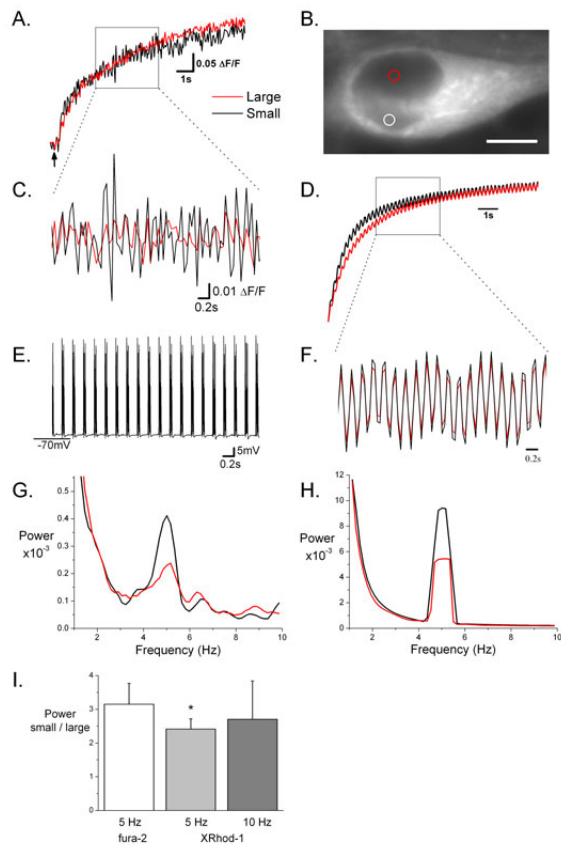 A.
0.05 ΔF/F
1s
Large
Small
B.
C.
0.01 ΔF/F
0.2s
D.
1s
E.
-70mV
5mV
0.2s
F.
0.2s
G.
0.5
0.4
0.3
0.2
0.1
0.0
Power
x10-3
2 4 6 8 10
Frequency (Hz)
H.
12
10
8
6
4
2
0
Power
x10-3
2 4 6 8 10
Frequency (Hz)
I.
4
3
2
1
0
Power
small / large
*
5 Hz 5 Hz 10 Hz
fura-2 XRhod-1